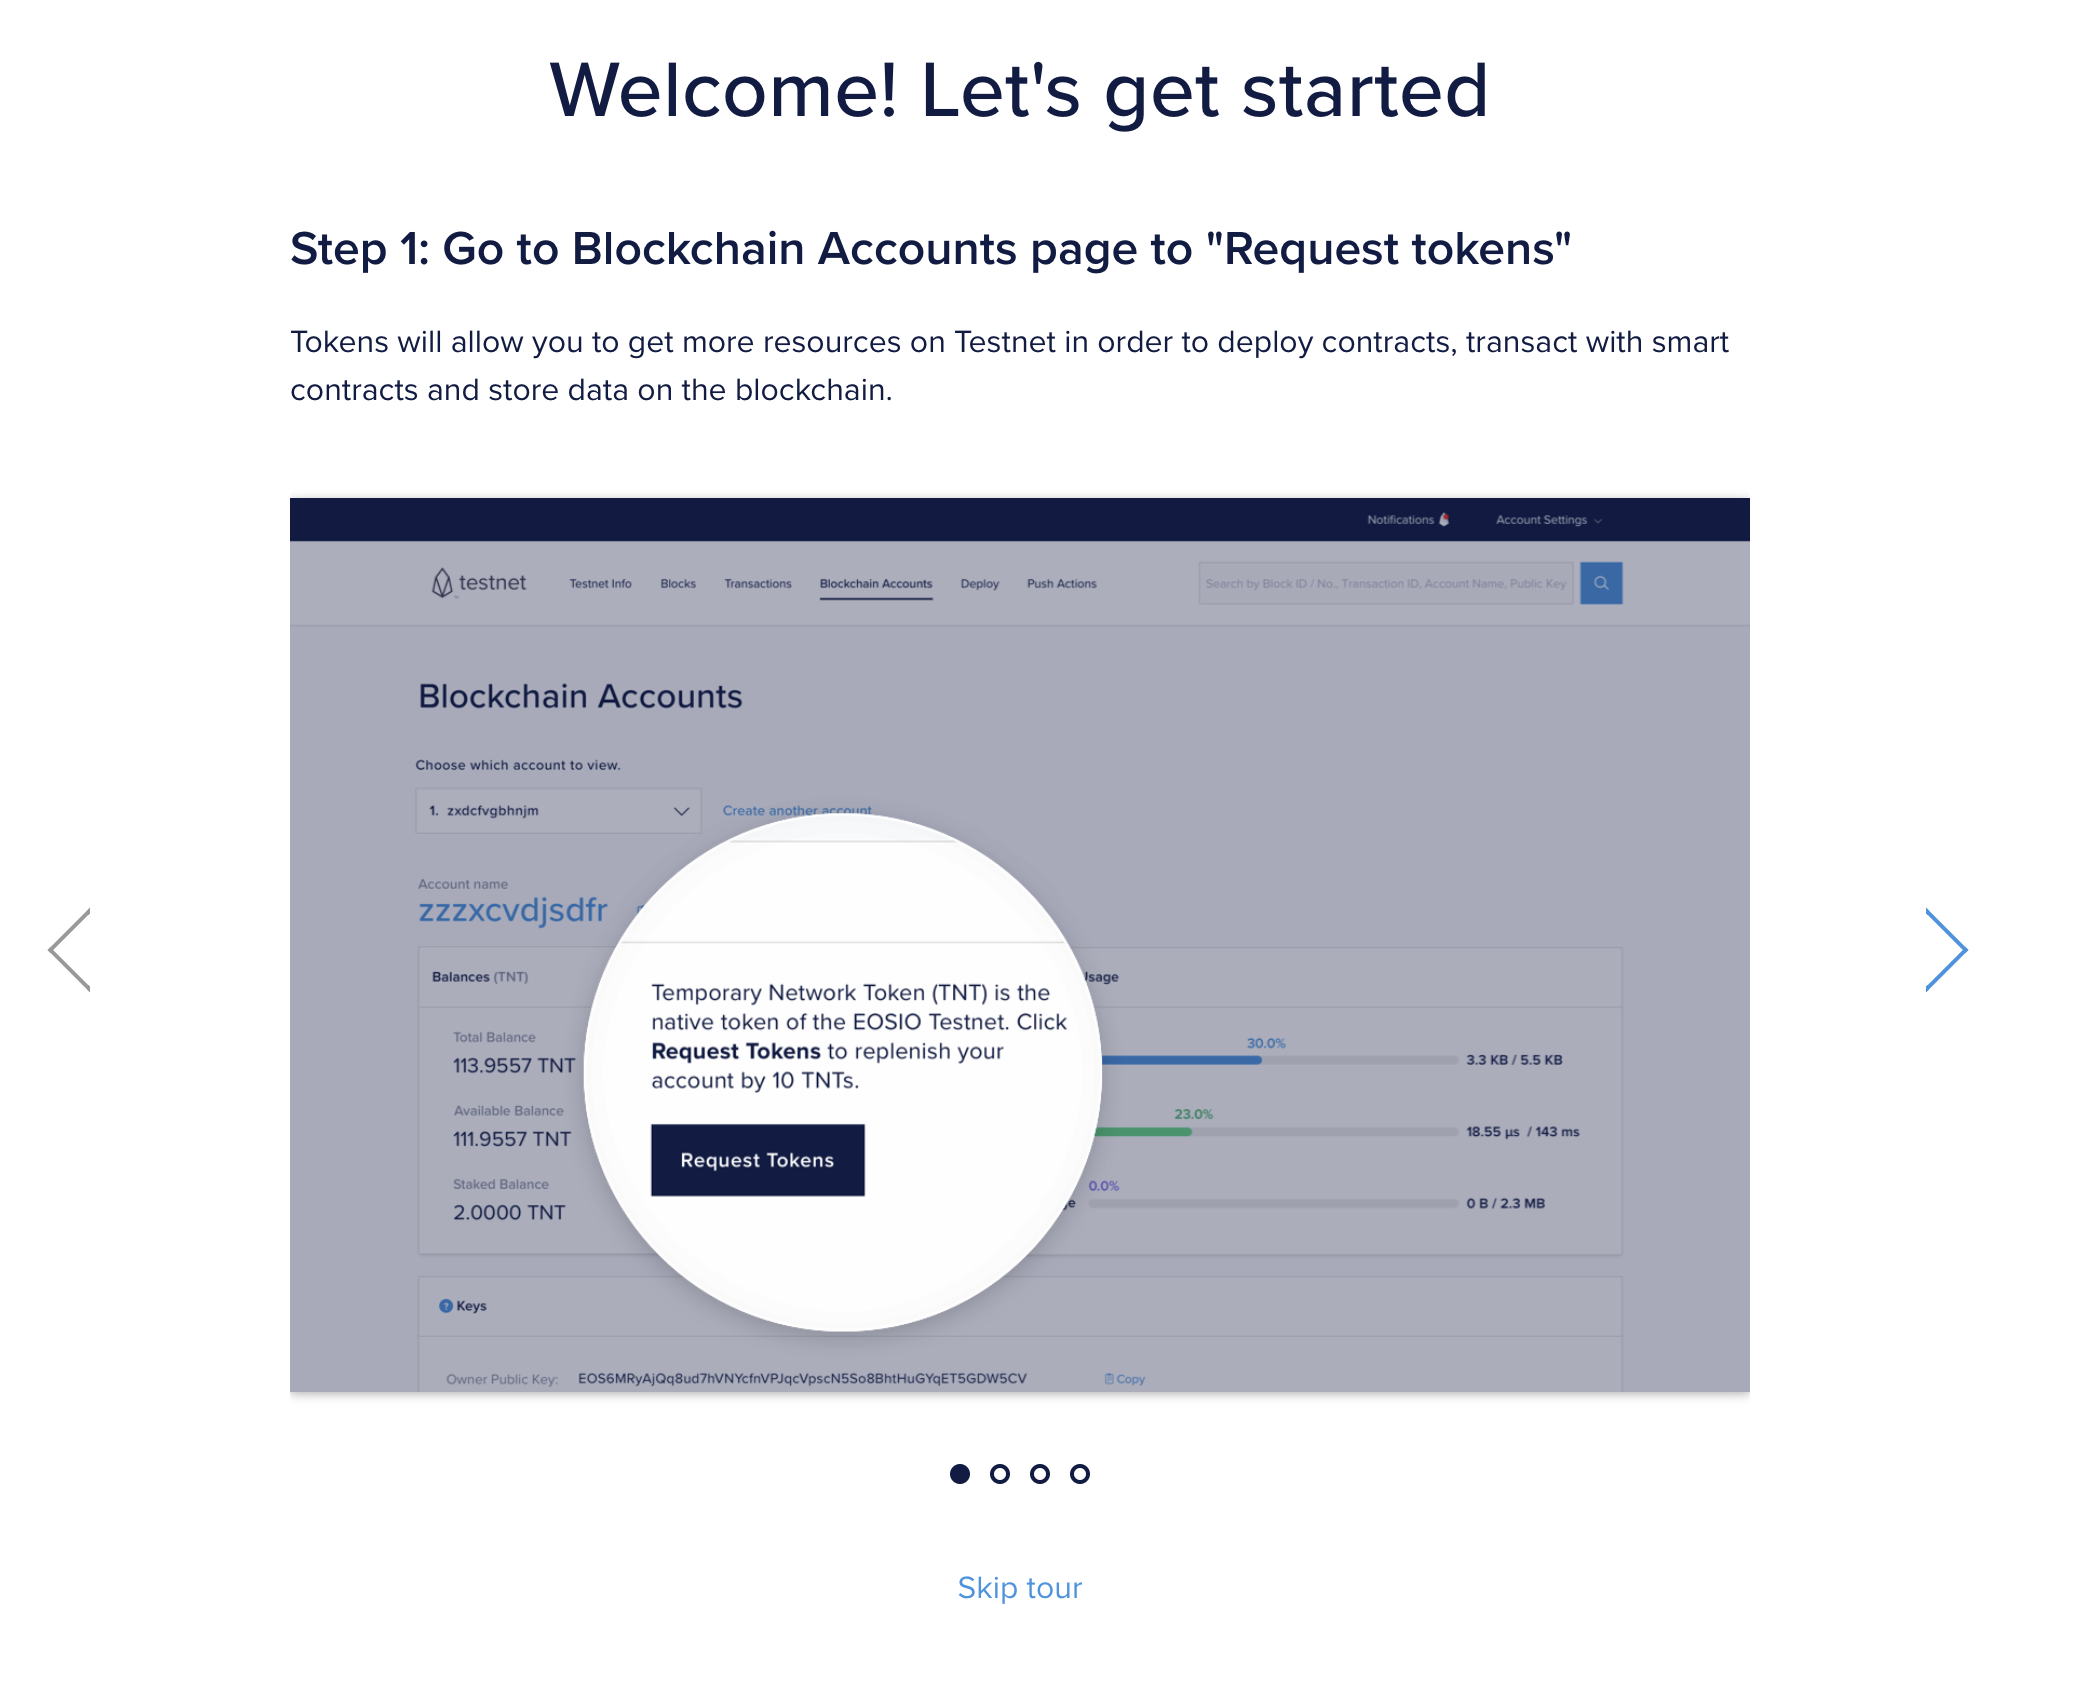 Welcome! Let's get started
Step 1: Go to Blockchain Accounts page to "Request tokens"
Tokens will allow you to get more resources on Testnet in order to deploy contracts, transact with smart
contracts and store data on the blockchain.
Notifications Account Settings
testnet Testnet Info Blocks Transactions Blockchain Accounts Deploy Push Actions Search by Block ID / No., Transaction ID, Account Name, Public Key
Blockchain Accounts
Choose which account to view.
1. zxdcfvgbhnjm Create another account
Account name
zzzxcvdjsdfr
Balances (TNT)
Total Balance
113.9557 TNT
Available Balance
111.9557 TNT
Staked Balance
2.0000 TNT
Temporary Network Token (TNT) is the
native token of the EOSIO Testnet. Click
Request Tokens to replenish your
account by 10 TNTs.
Request Tokens
30.0%
3.3 KB / 5.5 KB
23.0%
18.55 µs / 143 ms
0.0%
0 B / 2.3 MB
? Keys
Owner Public Key: EOS6MRyAjQq8ud7hVNYcfnVPJqcVpscN5So8BhtHuGYqET5GDW5CV Copy
Skip tour